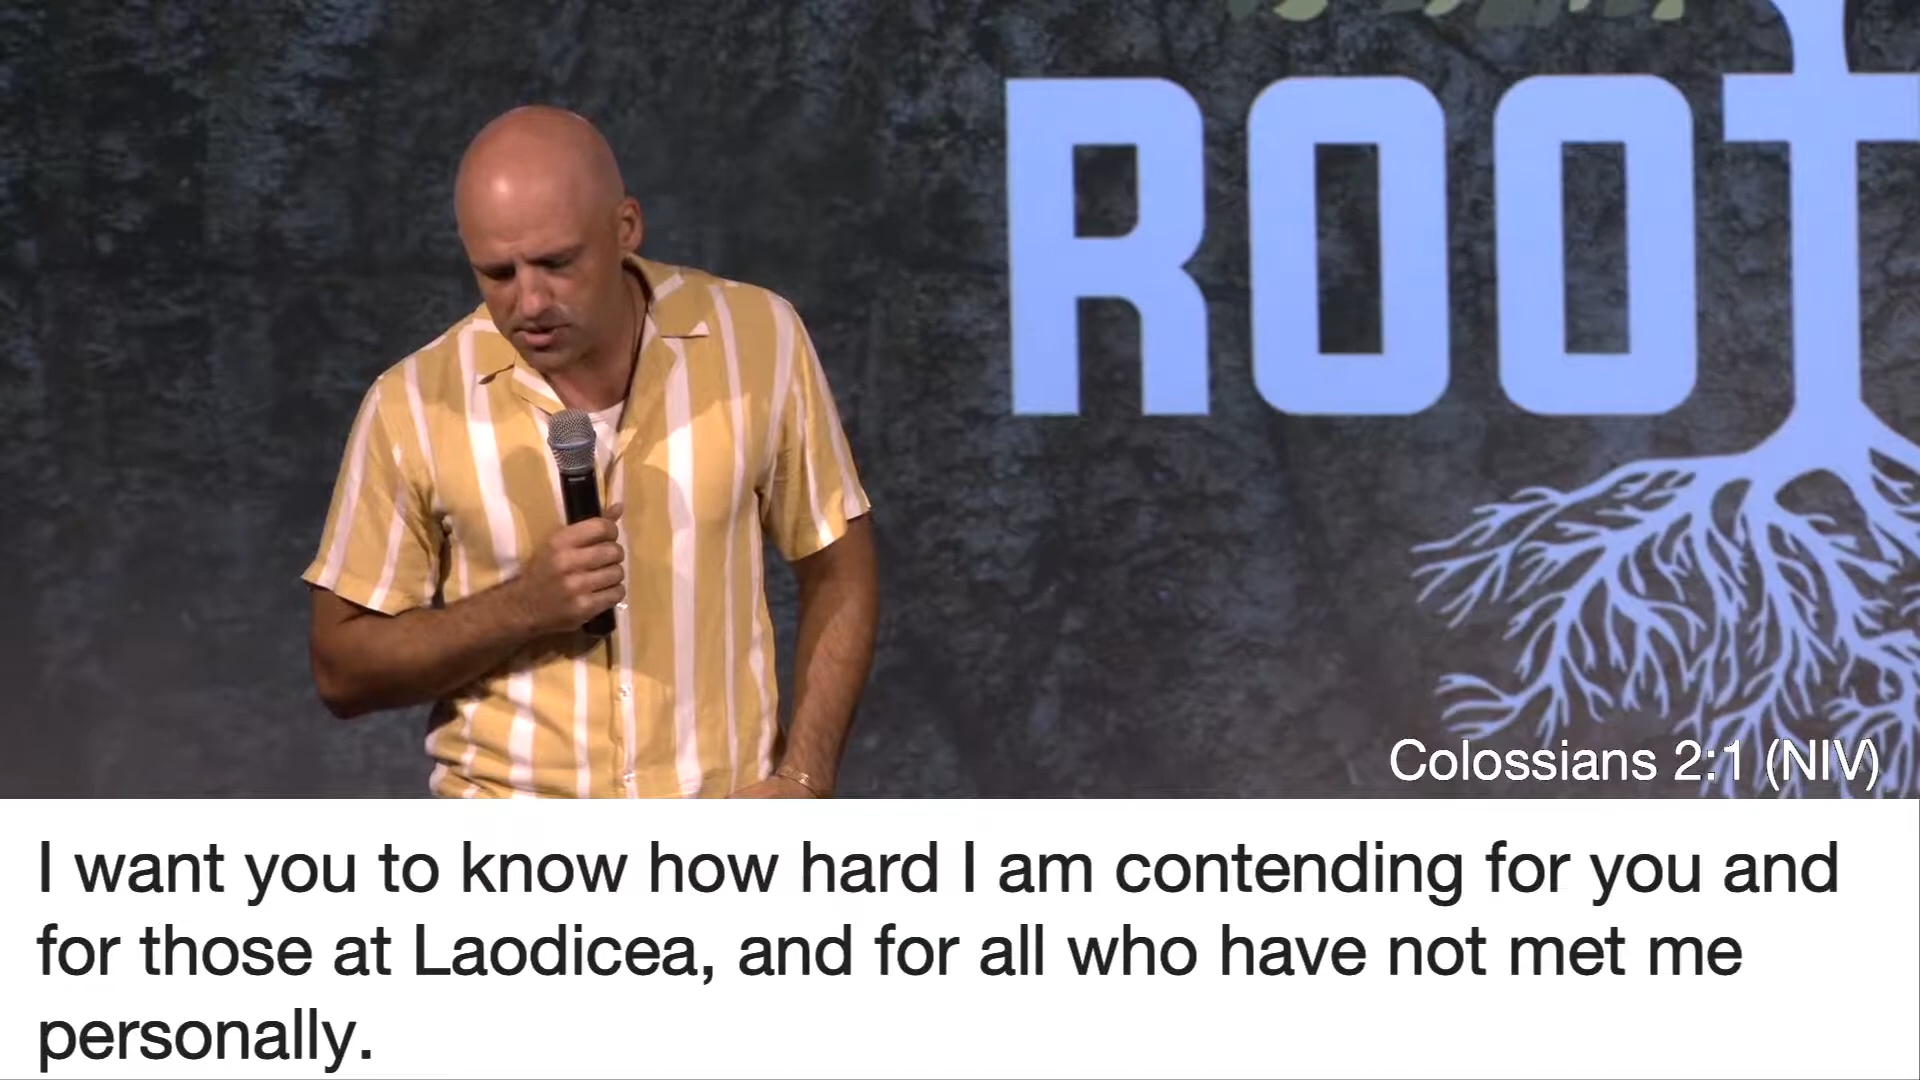 ROOT
Colossians 2:1 (NIV)
I want you to know how hard I am contending for you and
for those at Laodicea, and for all who have not met me
personally.